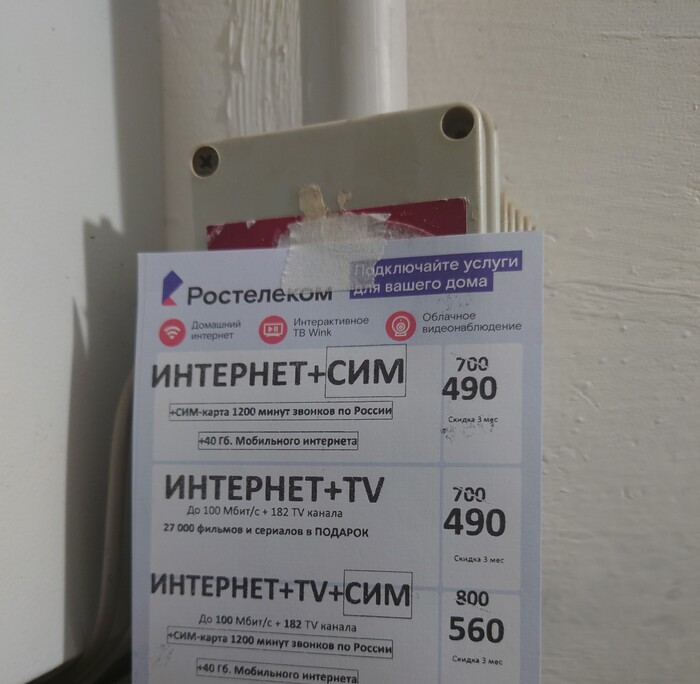 Ростелеком
Подключайте услуги
для вашего дома
Домашний
интернет
Интерактивное
ТВ Wink
Облачное
видеонаблюдение
ИНТЕРНЕТ+СИМ
+СИМ-карта 1200 минут звонков по России
+40 Гб. Мобильного интернета
700
490
Скидка 3 мес
ИНТЕРНЕТ+TV
До 100 Мбит/с + 182 TV канала
27 000 фильмов и сериалов в ПОДАРОК
700
490
Скидка 3 мес
ИНТЕРНЕТ+TV+СИМ
До 100 Мбит/с + 182 TV канала
+СИМ-карта 1200 минут звонков по России
+40 Гб. Мобильного интернета
800
560
Скидка 3 мес